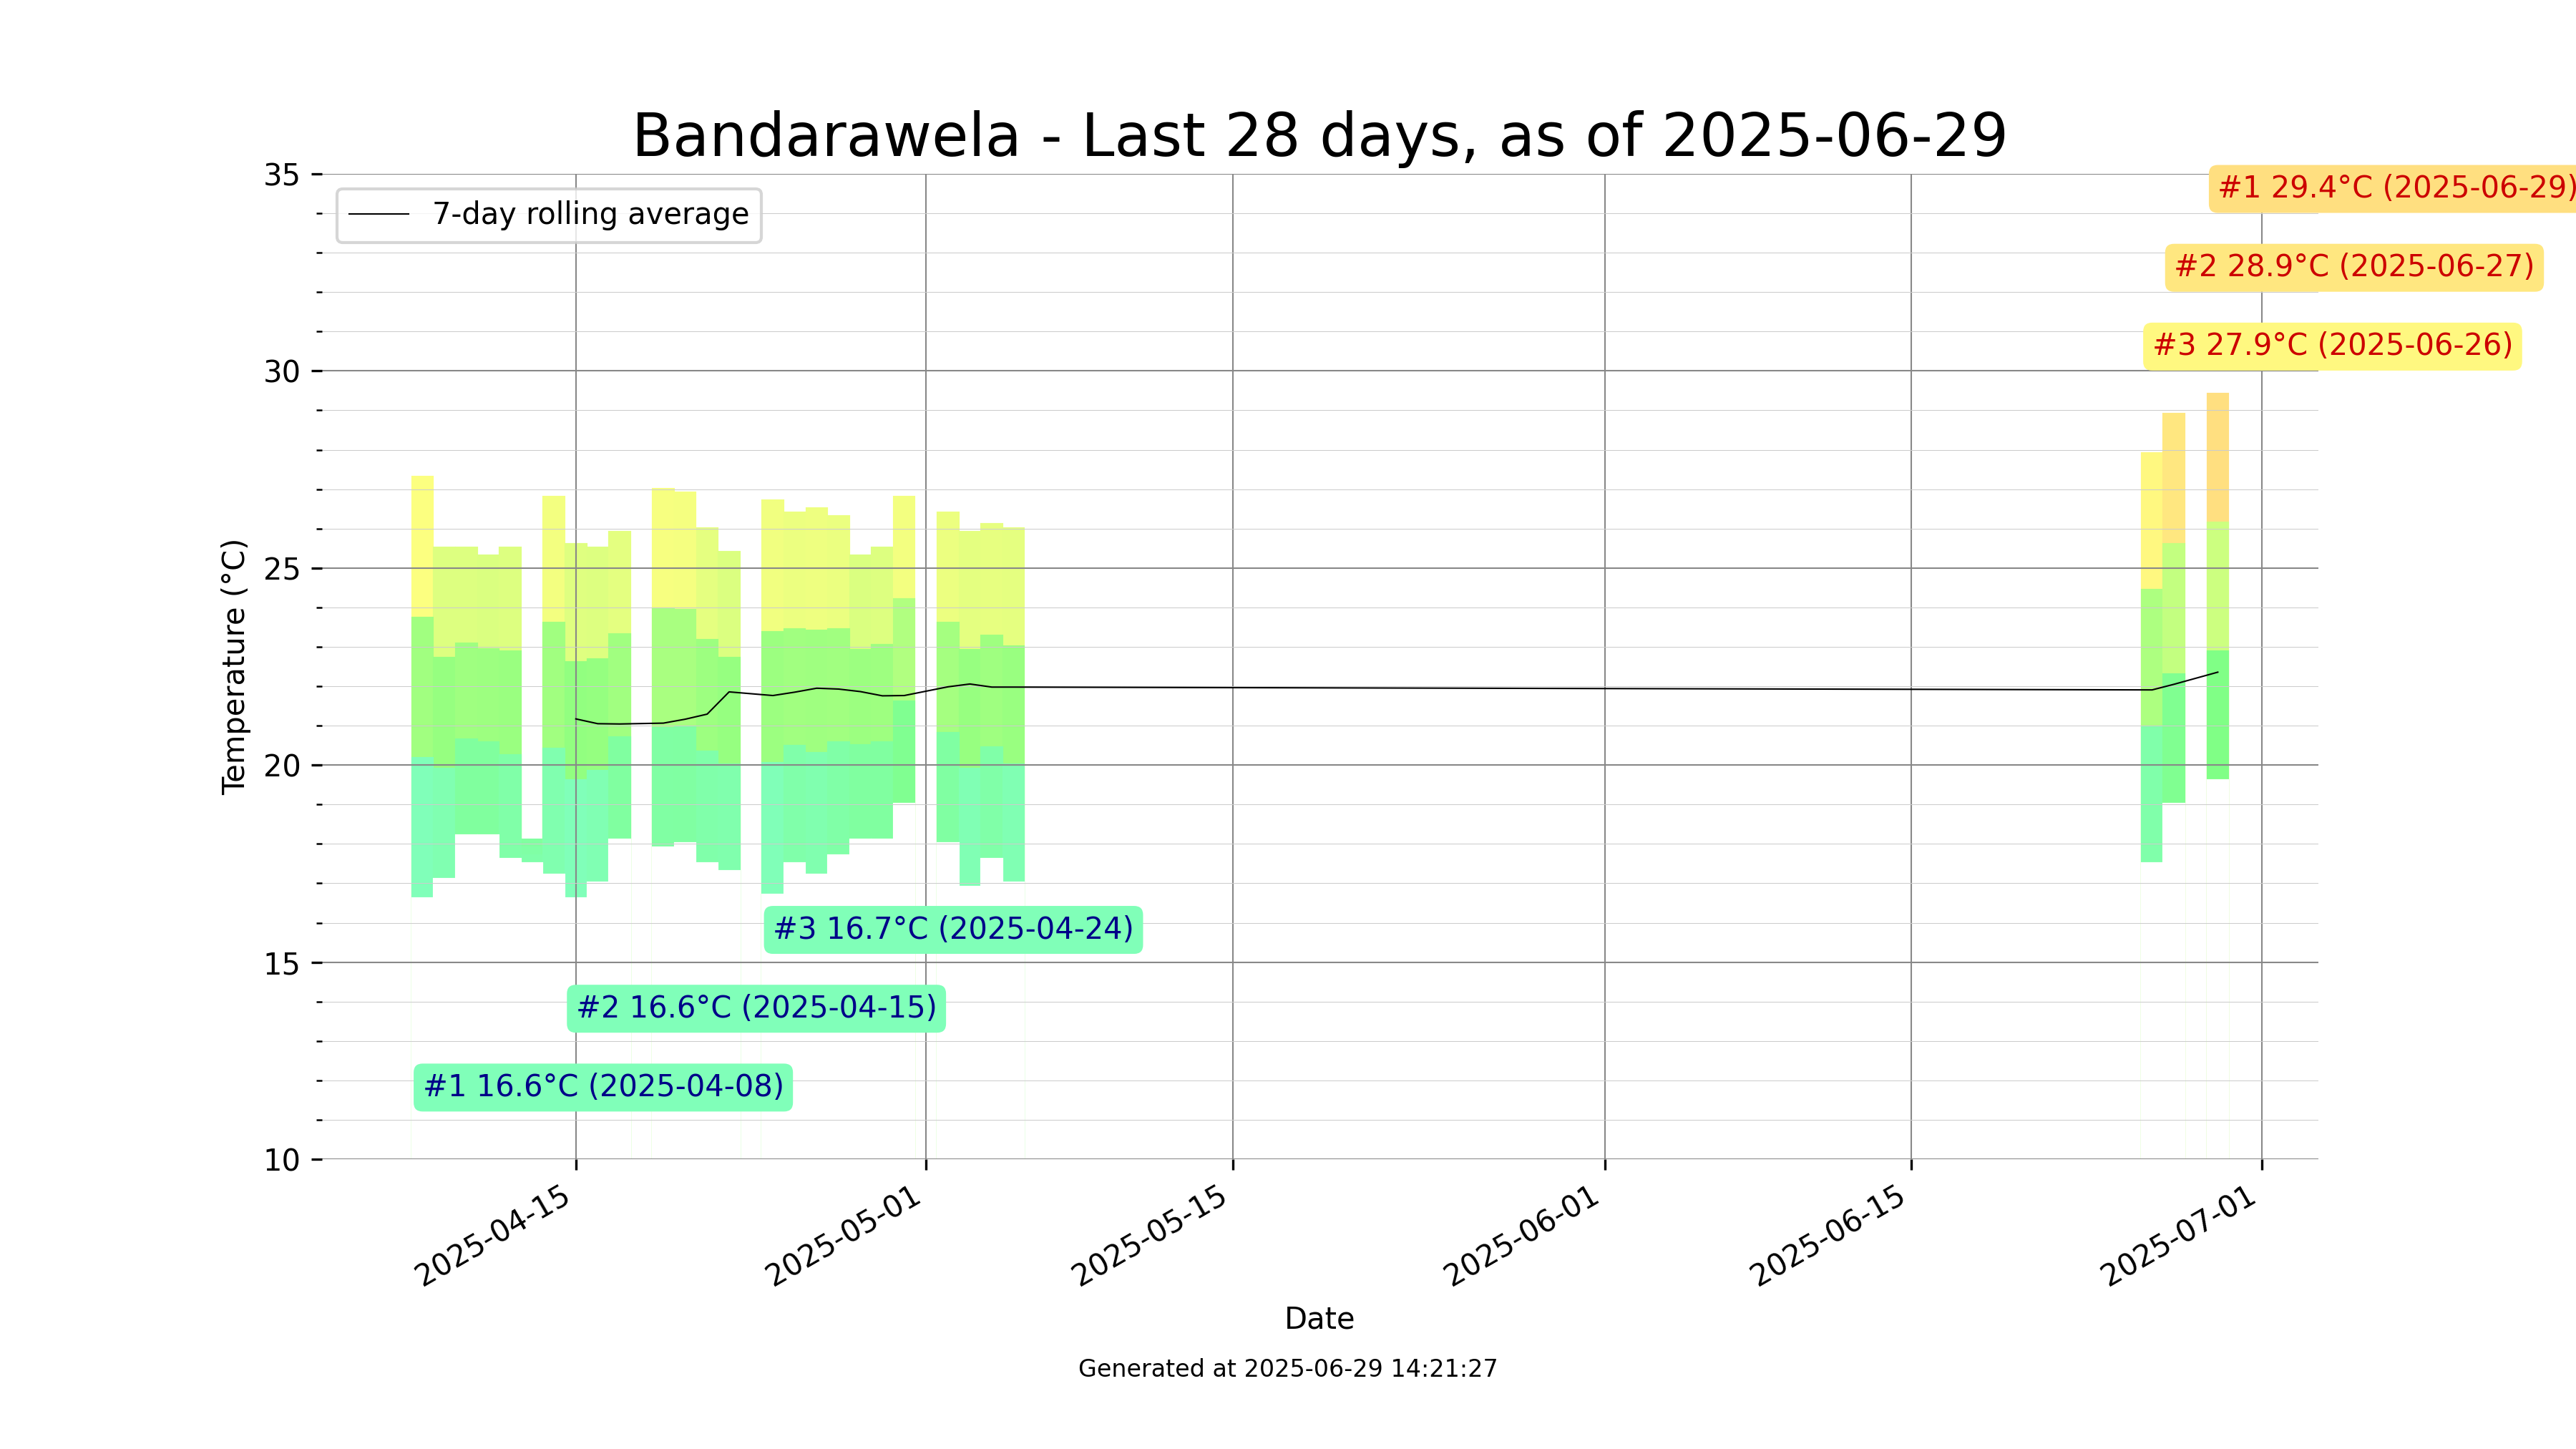 Bandarawela - Last 28 days, as of 2025-06-29
7-day rolling average
#1 29.4°C (2025-06-29)
#2 28.9°C (2025-06-27)
#3 27.9°C (2025-06-26)
35
30
25
20
15
10
Temperature (°C)
#3 16.7°C (2025-04-24)
#2 16.6°C (2025-04-15)
#1 16.6°C (2025-04-08)
2025-04-15
2025-05-01
2025-05-15
2025-06-01
2025-06-15
2025-07-01
Date
Generated at 2025-06-29 14:21:27